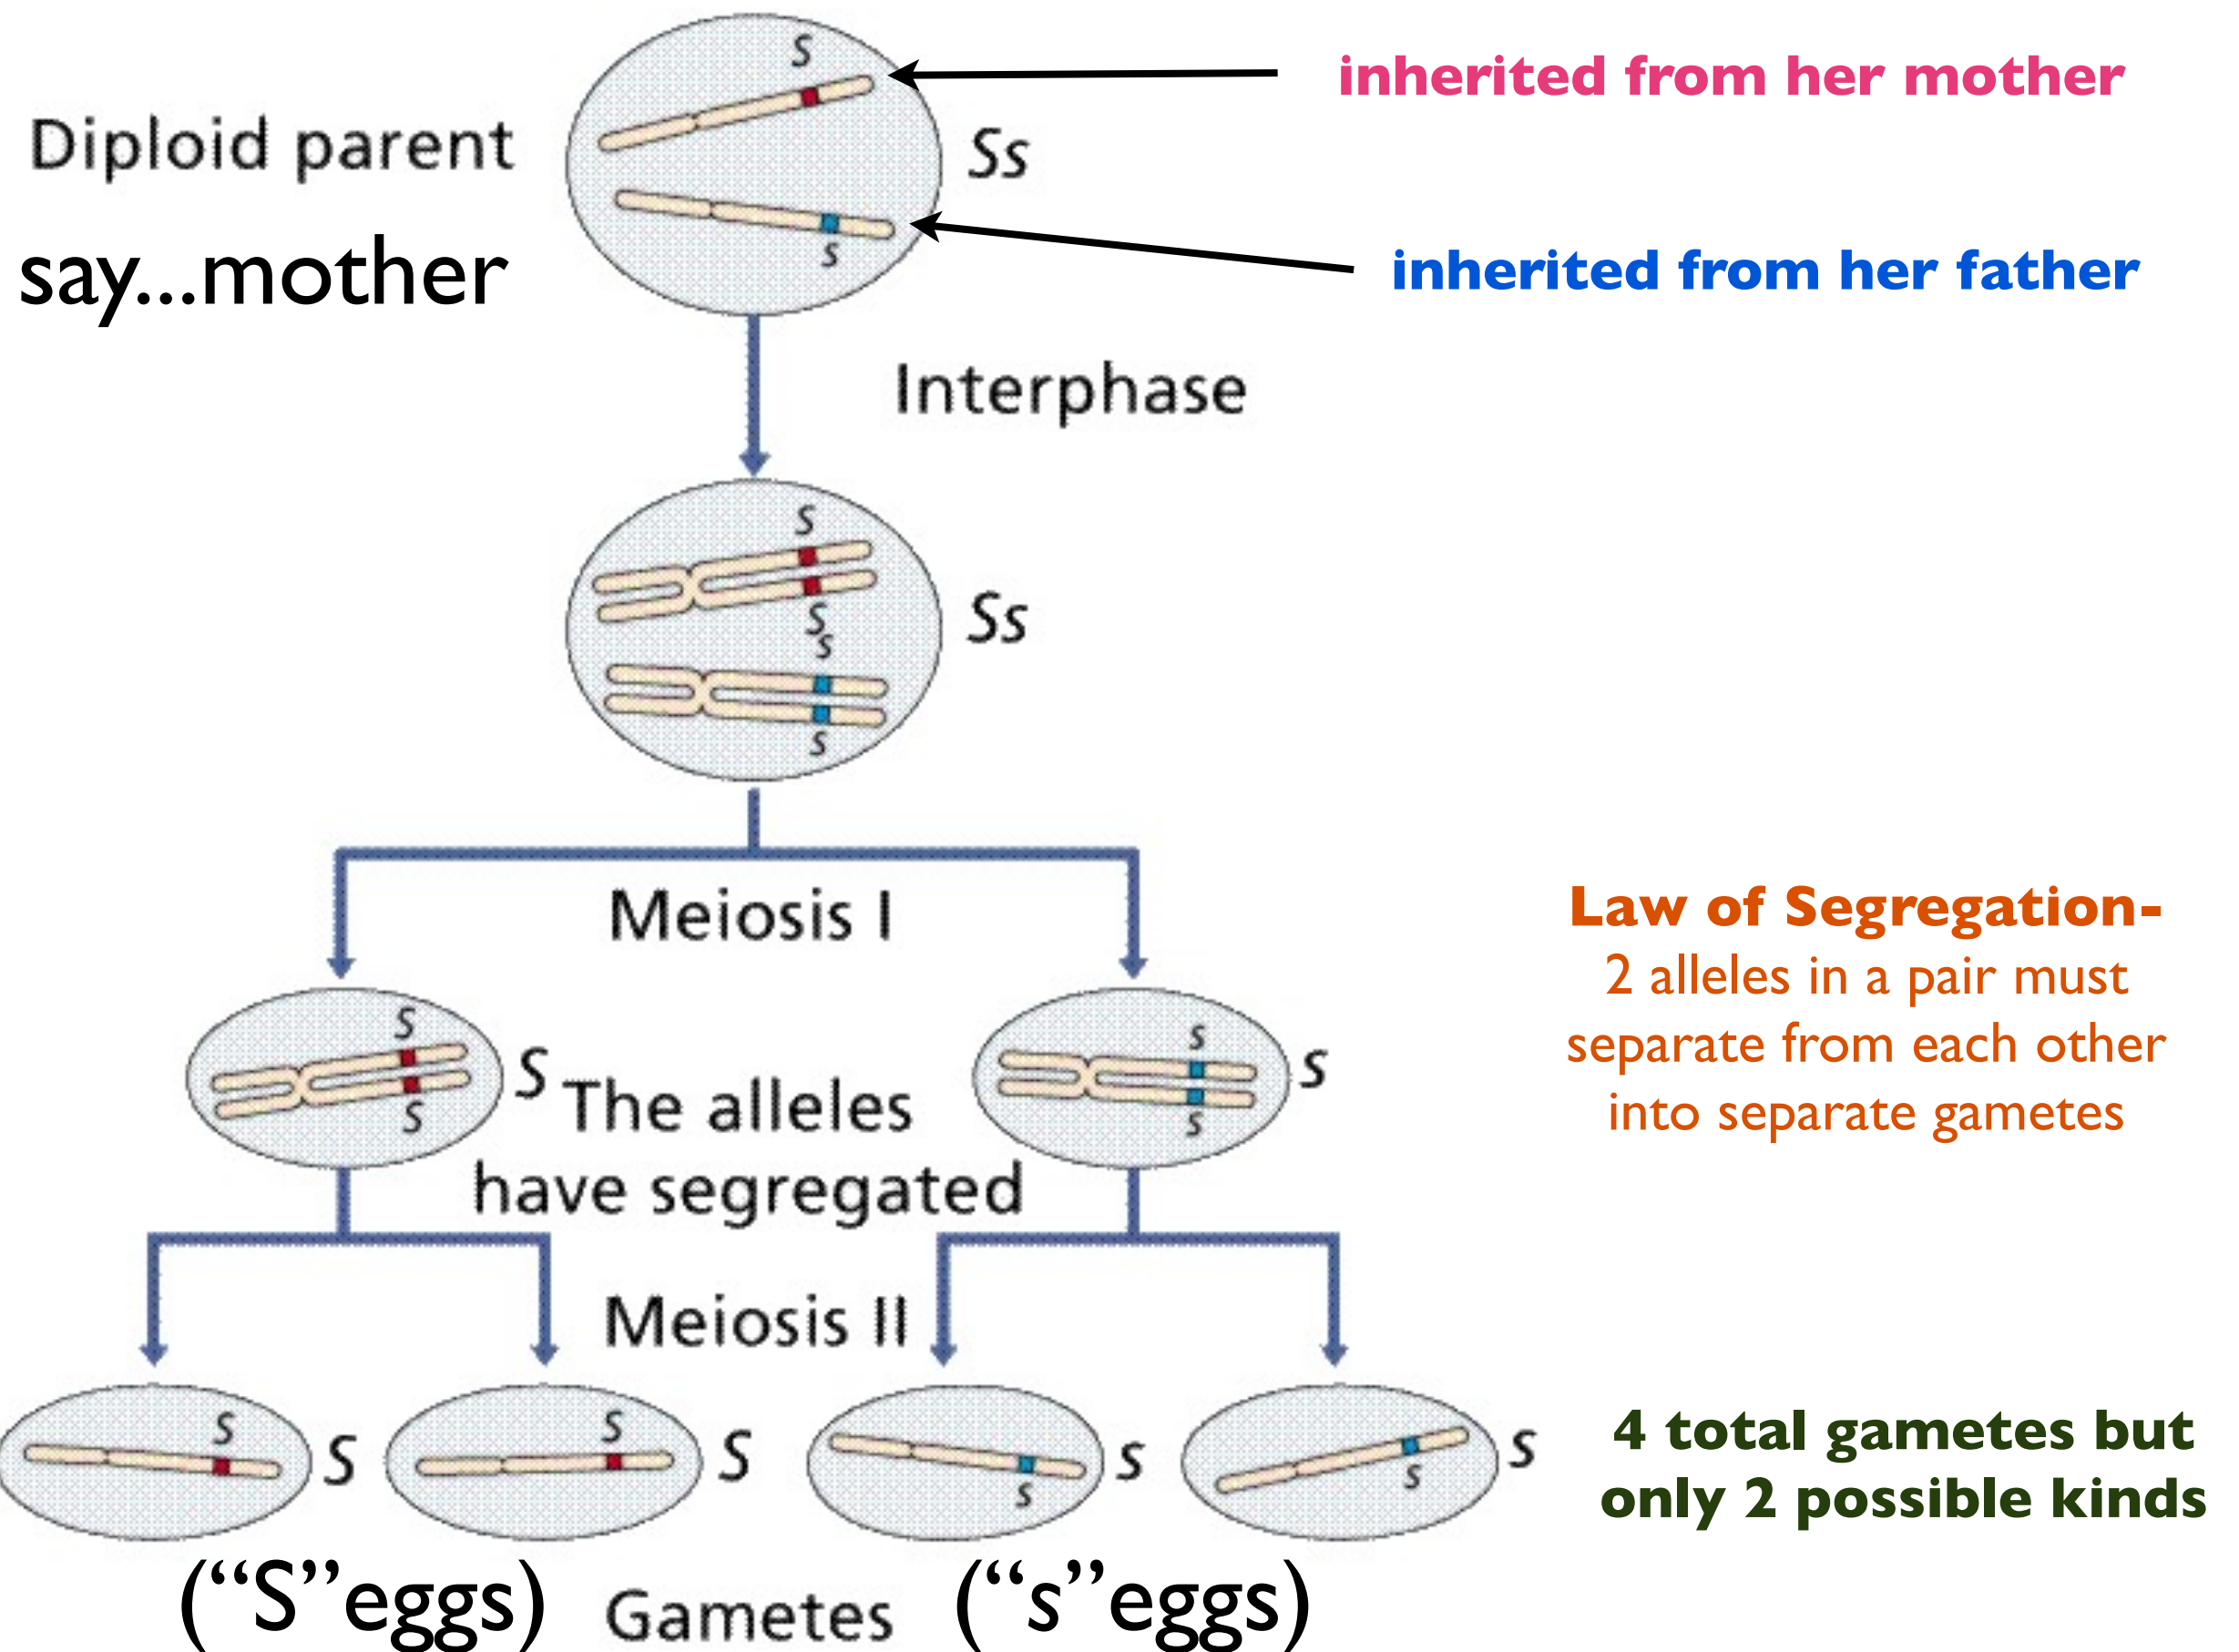 S
inherited from her mother
Diploid parent
Ss
say...mother
s
inherited from her father
Interphase
S
Ss
S
s
s
Meiosis I
Law of Segregation-
2 alleles in a pair must
separate from each other
into separate gametes
S
S
S
s
s
s
The alleles
have segregated
Meiosis II
S
S
S
S
s
s
s
s
4 total gametes but
only 2 possible kinds
("S"eggs)
Gametes
("s"eggs)